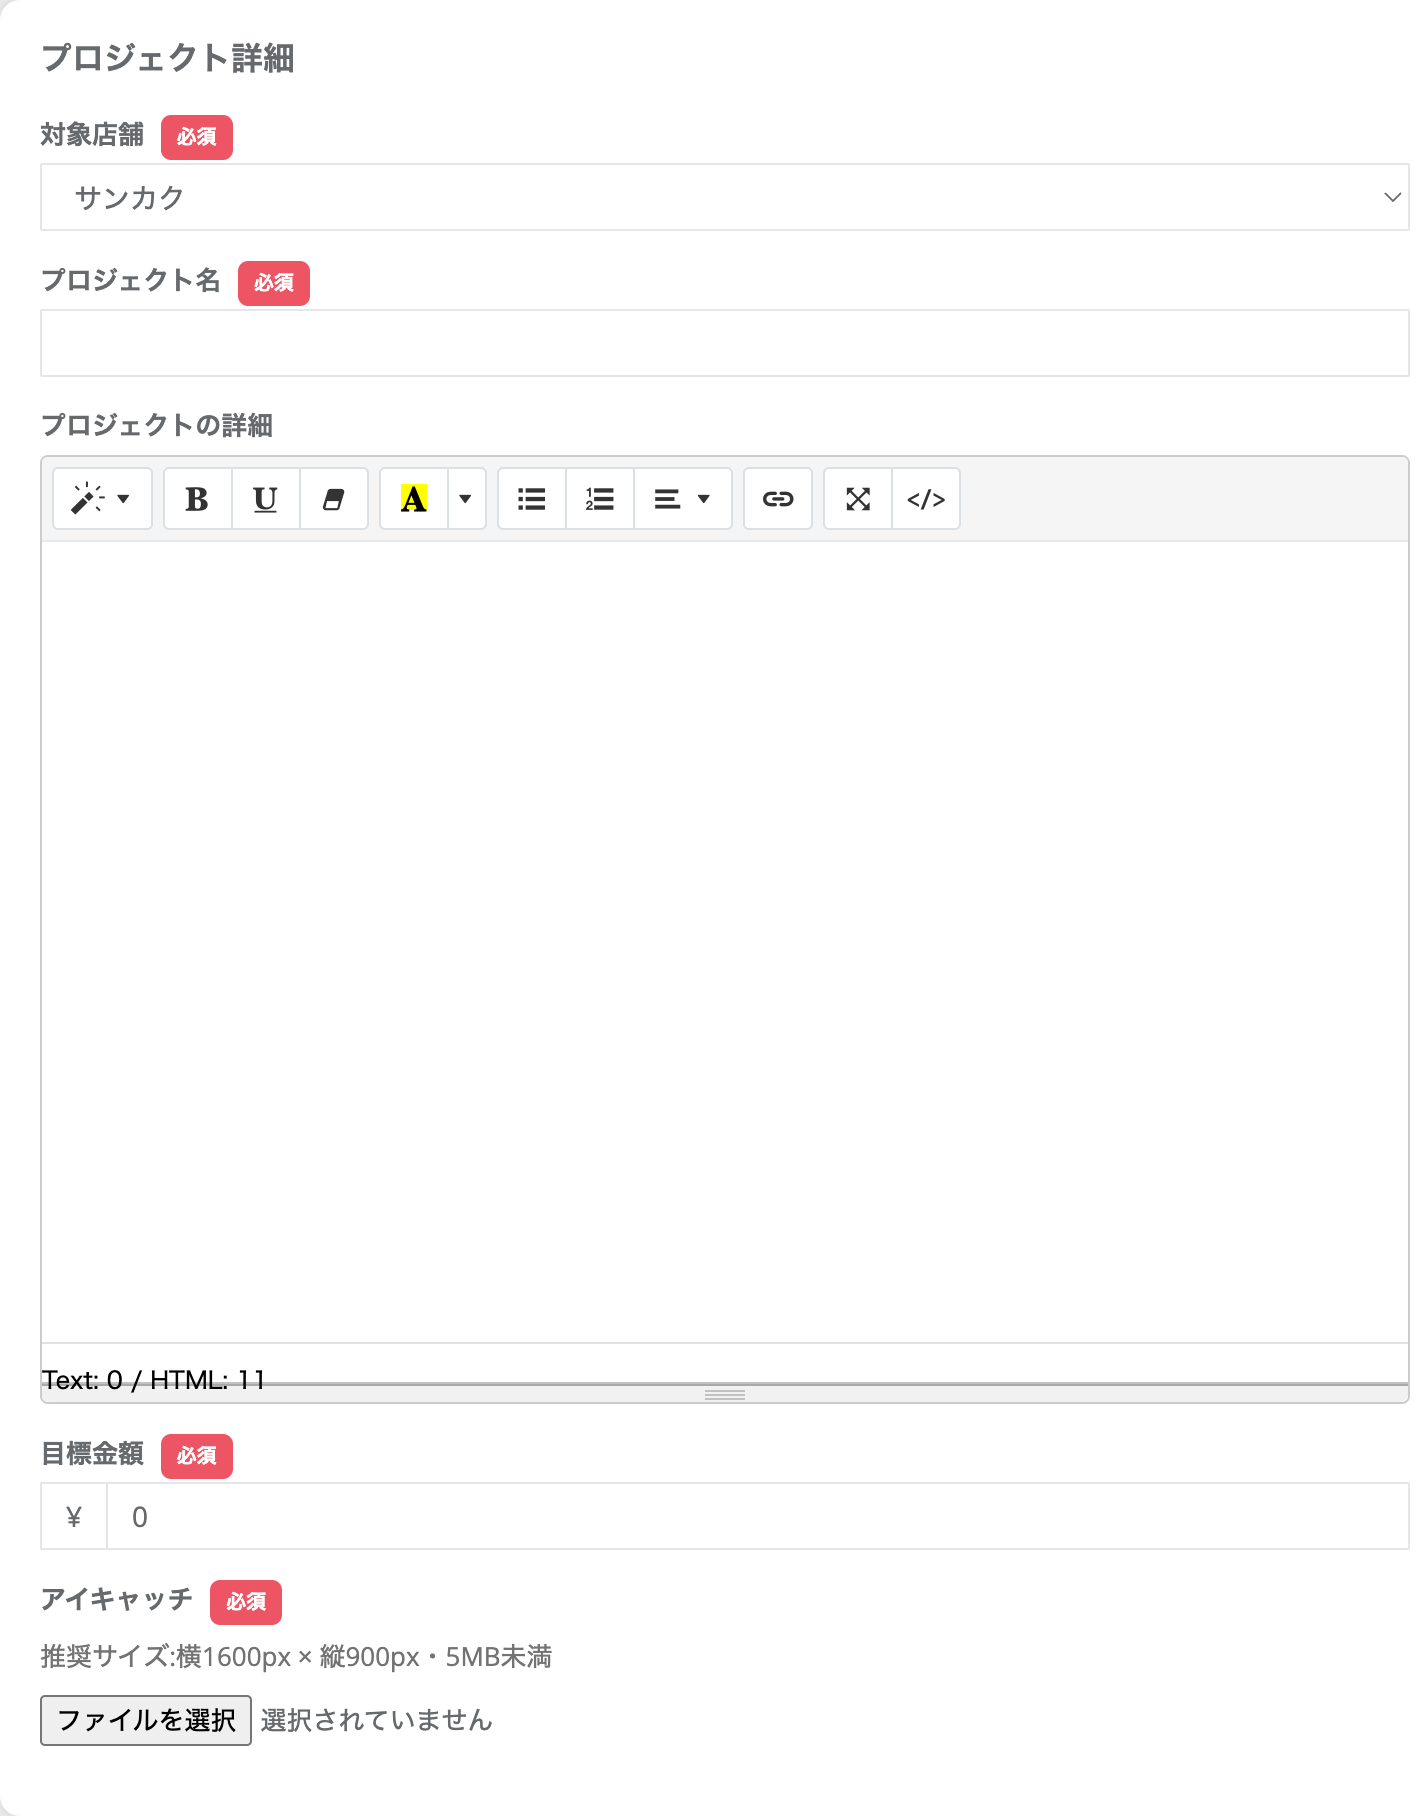 プロジェクト詳細
対象店舗 必須
サンカク
プロジェクト名 必須
プロジェクトの詳細
B U A </>
Text: 0 / HTML: 11
目標金額 必須
¥ 0
アイキャッチ 必須
推奨サイズ:横1600px × 縦900px・5MB未満
ファイルを選択 選択されていません